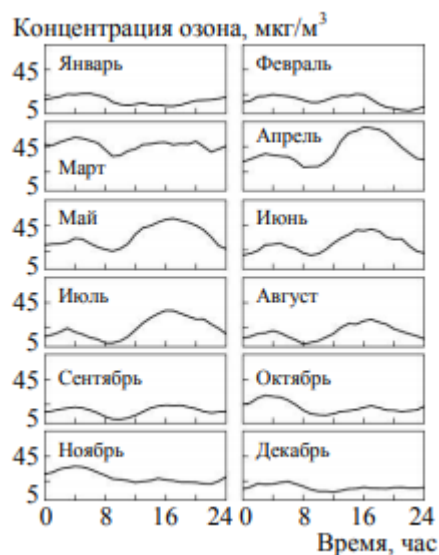 Концентрация озона, мкг/м³
45 Январь Февраль
5
45 Апрель
Март
5
45 Май Июнь
5
45 Июль Август
5
45 Сентябрь Октябрь
5
45 Ноябрь Декабрь
5
0 8 16 24 0 8 16 24
Время, час